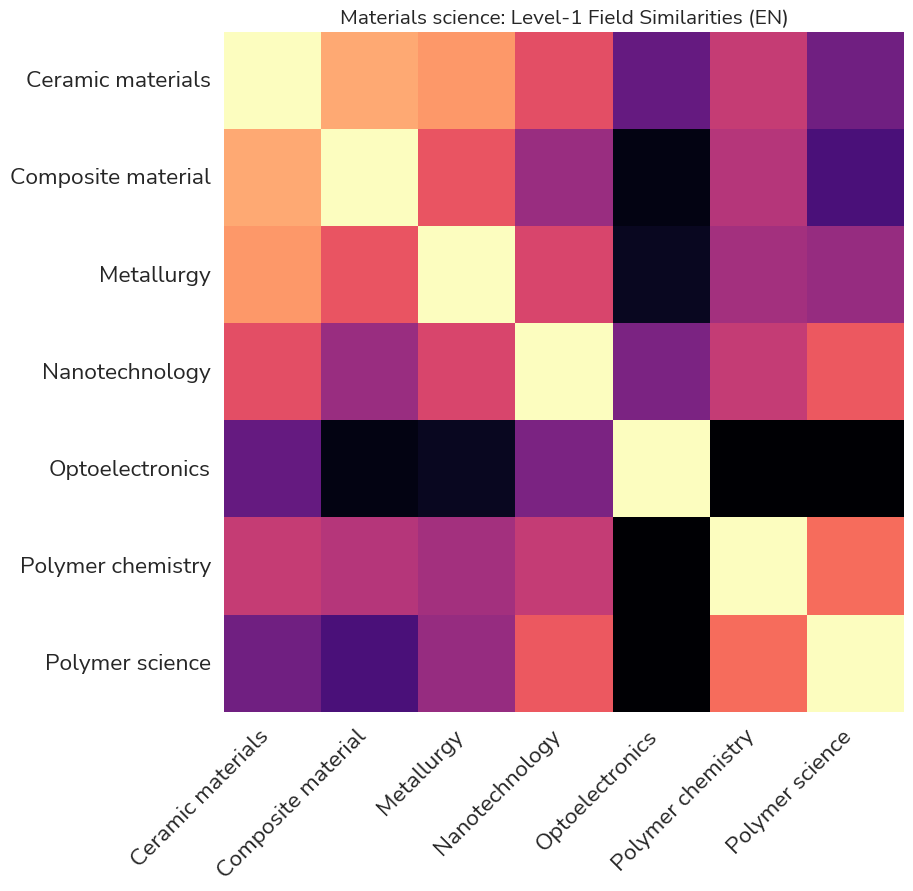 Materials science: Level-1 Field Similarities (EN)
Ceramic materials
Composite material
Metallurgy
Nanotechnology
Optoelectronics
Polymer chemistry
Polymer science
Ceramic materials
Composite material
Metallurgy
Nanotechnology
Optoelectronics
Polymer chemistry
Polymer science